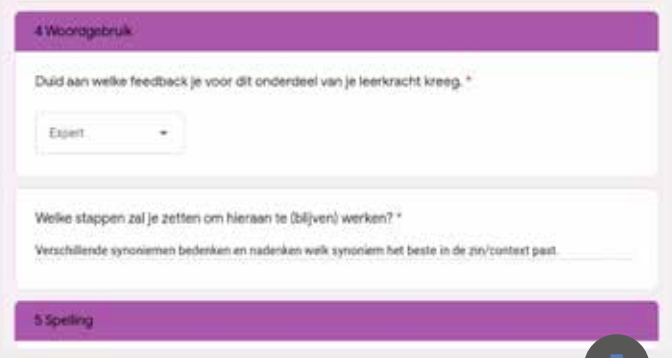 4 Woordgebruik
Duid aan welke feedback je voor dit onderdeel van je leerkracht kreeg. *
Expert
Welke stappen zal je zetten om hieraan te (blijven) werken? *
Verschillende synoniemen bedenken en nadenken welk synoniem het beste in de zin/context past.
5 Spelling